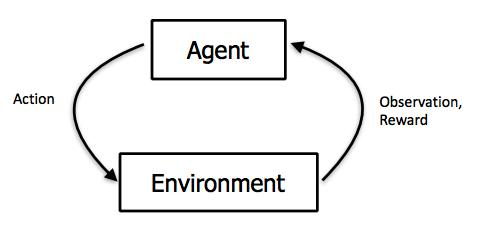 Agent
Action
Observation,
Reward
Environment